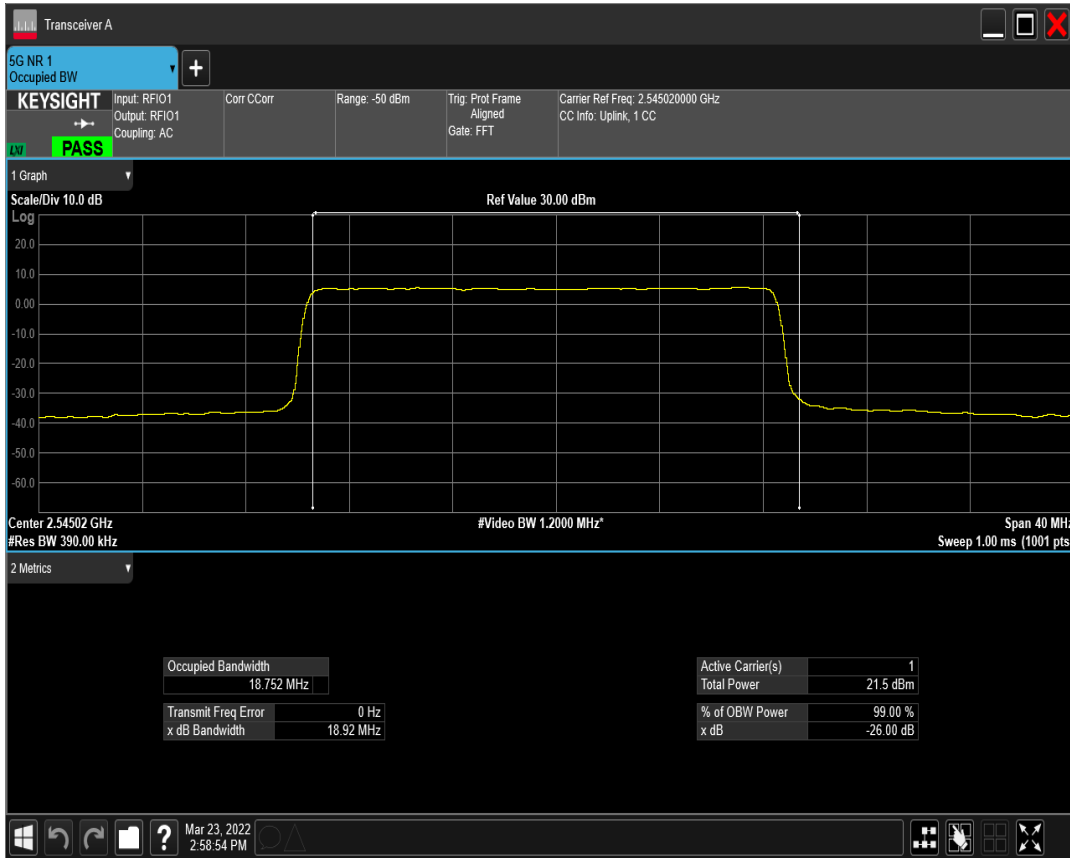 Transceiver A
5G NR 1
Occupied BW
+
KEYSIGHT
LXI
PASS
Input: RFIO1
Output: RFIO1
Coupling: AC
Corr CCorr
Range: -50 dBm
Trig: Prot Frame
Aligned
Gate: FFT
Carrier Ref Freq: 2.545020000 GHz
CC Info: Uplink, 1 CC
1 Graph
Scale/Div 10.0 dB
Ref Value 30.00 dBm
Log
20.0
10.0
0.00
-10.0
-20.0
-30.0
-40.0
-50.0
-60.0
Center 2.54502 GHz
#Video BW 1.2000 MHz*
Span 40 MHz
#Res BW 390.00 kHz
Sweep 1.00 ms (1001 pts
2 Metrics
Occupied Bandwidth
18.752 MHz
Transmit Freq Error 0 Hz
x dB Bandwidth 18.92 MHz
Active Carrier(s) 1
Total Power 21.5 dBm
% of OBW Power 99.00 %
x dB -26.00 dB
?
Mar 23, 2022
2:58:54 PM